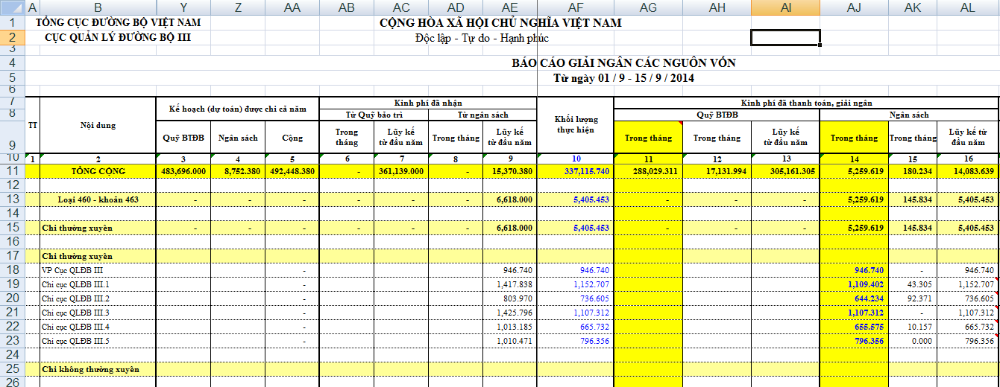 A B Y Z AA AB AC AD AE AF AG AH AI AJ AK AL
1 TỔNG CỤC ĐƯỜNG BỘ VIỆT NAM CỘNG HÒA XÃ HỘI CHỦ NGHĨA VIỆT NAM
2 CỤC QUẢN LÝ ĐƯỜNG BỘ III Độc lập - Tự do - Hạnh phúc
3
4 BÁO CÁO GIẢI NGÂN CÁC NGUỒN VỐN
5 Từ ngày 01 / 9 - 15 / 9 / 2014
6
7 TT Nội dung Kế hoạch (dự toán) được chi cả năm Kinh phí đã nhận Khối lượng thực hiện Kinh phí đã thanh toán, giải ngân
8 Từ Quỹ bảo trì Từ ngân sách Quỹ BTĐB Ngân sách
9 Quỹ BTĐB Ngân sách Cộng Trong tháng Lũy kế từ đầu năm Trong tháng Lũy kế từ đầu năm Trong tháng Trong tháng Lũy kế từ đầu năm Trong tháng Trong tháng Lũy kế từ đầu năm
10 1 2 3 4 5 6 7 8 9 10 11 12 13 14 15 16
11 TỔNG CỘNG 483,696.000 8,752.380 492,448.380 - 361,139.000 - 15,370.380 337,115.740 288,029.311 17,131.994 305,161.305 5,259.619 180.234 14,083.639
12
13 Loại 460 - khoản 463 - - - - - - 6,618.000 5,405.453 - - - 5,259.619 145.834 5,405.453
14
15 Chi thường xuyên - - - - - - 6,618.000 5,405.453 - - - 5,259.619 145.834 5,405.453
16
17 Chi thường xuyên
18 VP Cục QLĐB III - 946.740 946.740 946.740 - 946.740
19 Chi cục QLĐB III.1 - 1,417.838 1,152.707 1,109.402 43.305 1,152.707
20 Chi cục QLĐB III.2 - 803.970 736.605 644.234 92.371 736.605
21 Chi cục QLĐB III.3 - 1,425.796 1,107.312 1,107.312 - 1,107.312
22 Chi cục QLĐB III.4 - 1,013.185 665.732 655.575 10.157 665.732
23 Chi cục QLĐB III.5 - 1,010.471 796.356 796.356 0.000 796.356
24
25 Chi không thường xuyên
26